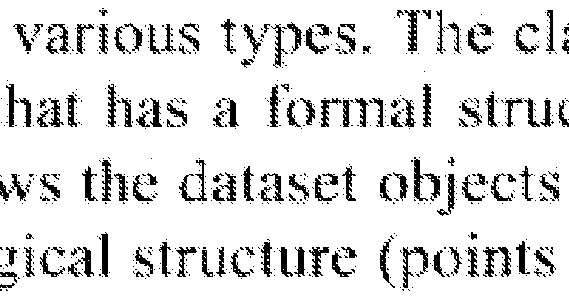 various types. The cla
hat has a formal struc
ws the dataset objects
gical structure (points